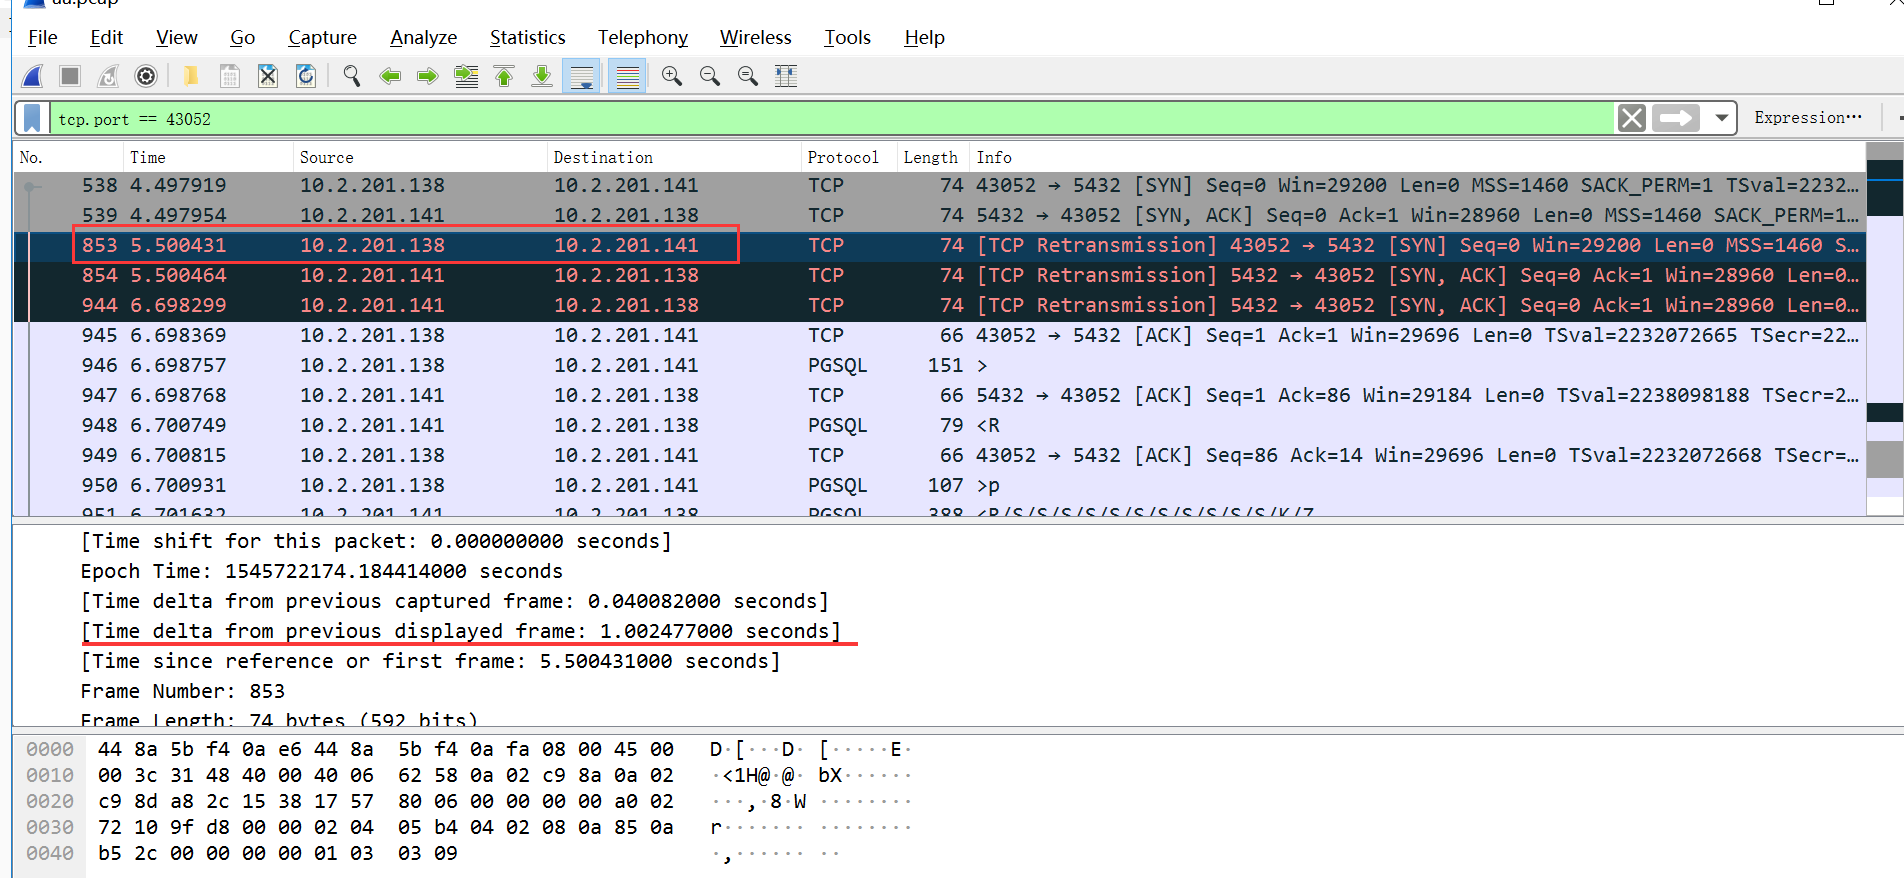 aa.pcap
File Edit View Go Capture Analyze Statistics Telephony Wireless Tools Help
tcp.port == 43052 Expression…
No. Time Source Destination Protocol Length Info
538 4.497919 10.2.201.138 10.2.201.141 TCP 74 43052 → 5432 [SYN] Seq=0 Win=29200 Len=0 MSS=1460 SACK_PERM=1 TSval=2232…
539 4.497954 10.2.201.141 10.2.201.138 TCP 74 5432 → 43052 [SYN, ACK] Seq=0 Ack=1 Win=28960 Len=0 MSS=1460 SACK_PERM=1…
853 5.500431 10.2.201.138 10.2.201.141 TCP 74 [TCP Retransmission] 43052 → 5432 [SYN] Seq=0 Win=29200 Len=0 MSS=1460 S…
854 5.500464 10.2.201.141 10.2.201.138 TCP 74 [TCP Retransmission] 5432 → 43052 [SYN, ACK] Seq=0 Ack=1 Win=28960 Len=0…
944 6.698299 10.2.201.141 10.2.201.138 TCP 74 [TCP Retransmission] 5432 → 43052 [SYN, ACK] Seq=0 Ack=1 Win=28960 Len=0…
945 6.698369 10.2.201.138 10.2.201.141 TCP 66 43052 → 5432 [ACK] Seq=1 Ack=1 Win=29696 Len=0 TSval=2232072665 TSecr=22…
946 6.698757 10.2.201.138 10.2.201.141 PGSQL 151 >
947 6.698768 10.2.201.141 10.2.201.138 TCP 66 5432 → 43052 [ACK] Seq=1 Ack=86 Win=29184 Len=0 TSval=2238098188 TSecr=2…
948 6.700749 10.2.201.141 10.2.201.138 PGSQL 79 <R
949 6.700815 10.2.201.138 10.2.201.141 TCP 66 43052 → 5432 [ACK] Seq=86 Ack=14 Win=29696 Len=0 TSval=2232072668 TSecr=…
950 6.700931 10.2.201.138 10.2.201.141 PGSQL 107 >p
951 6.701632 10.2.201.141 10.2.201.138 PGSQL 388 <R/S/S/S/S/S/S/S/S/S/S/S/K/Z
[Time shift for this packet: 0.000000000 seconds]
Epoch Time: 1545722174.184414000 seconds
[Time delta from previous captured frame: 0.040082000 seconds]
[Time delta from previous displayed frame: 1.002477000 seconds]
[Time since reference or first frame: 5.500431000 seconds]
Frame Number: 853
Frame Length: 74 bytes (592 bits)
0000 44 8a 5b f4 0a e6 44 8a 5b f4 0a fa 08 00 45 00 D·[···D· [·····E·
0010 00 3c 31 48 40 00 40 06 62 58 0a 02 c9 8a 0a 02 ·<1H@·@· bX······
0020 c9 8d a8 2c 15 38 17 57 80 06 00 00 00 00 a0 02 ···,·8·W ········
0030 72 10 9f d8 00 00 02 04 05 b4 04 02 08 0a 85 0a r······· ········
0040 b5 2c 00 00 00 00 01 03 03 09 ·,······ ··